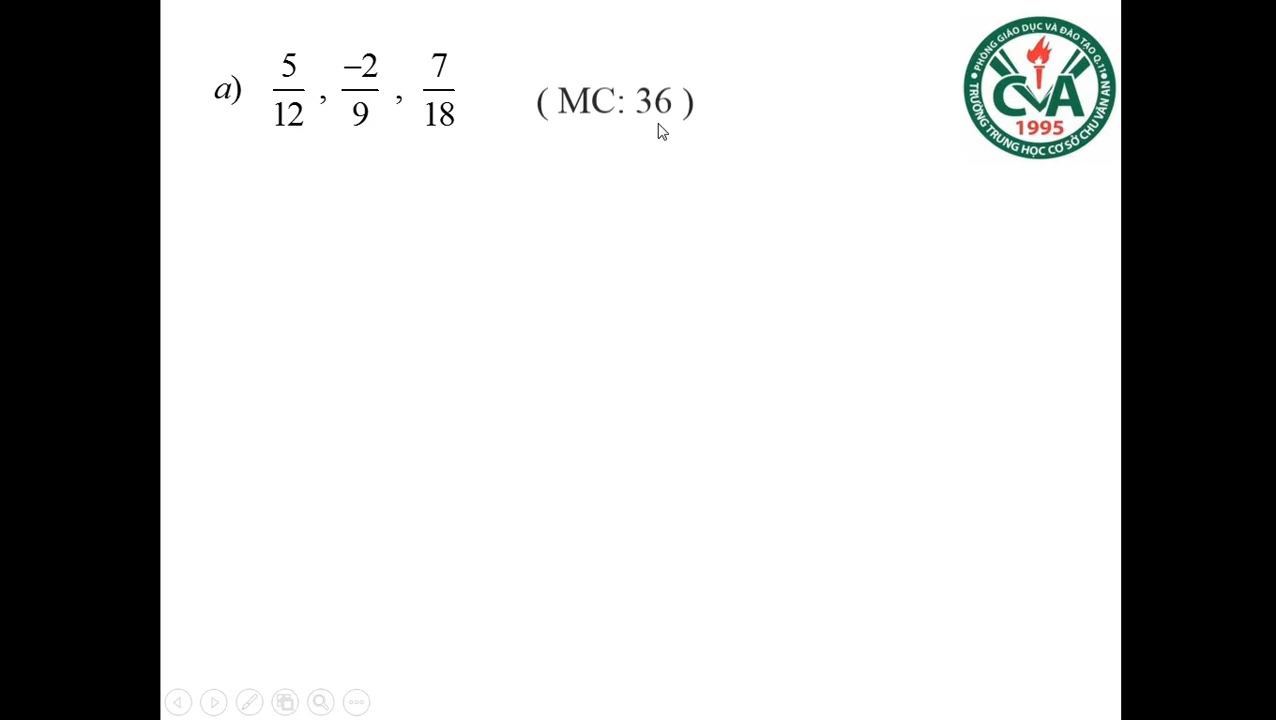 a) 5/12 , −2/9 , 7/18 ( MC: 36 )
PHÒNG GIÁO DỤC VÀ ĐÀO TẠO Q.11
CVA
1995
TRƯỜNG TRUNG HỌC CƠ SỞ CHU VĂN AN